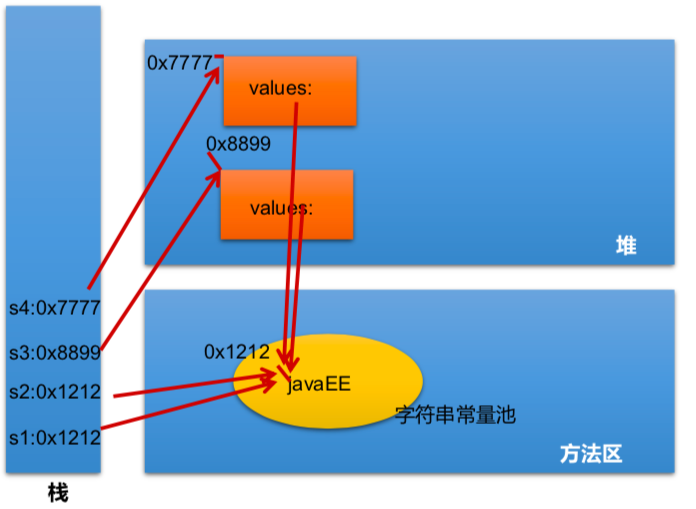 0x7777
values:
0x8899
values:
堆
s4:0x7777
s3:0x8899
s2:0x1212
s1:0x1212
栈
0x1212
javaEE
字符串常量池
方法区